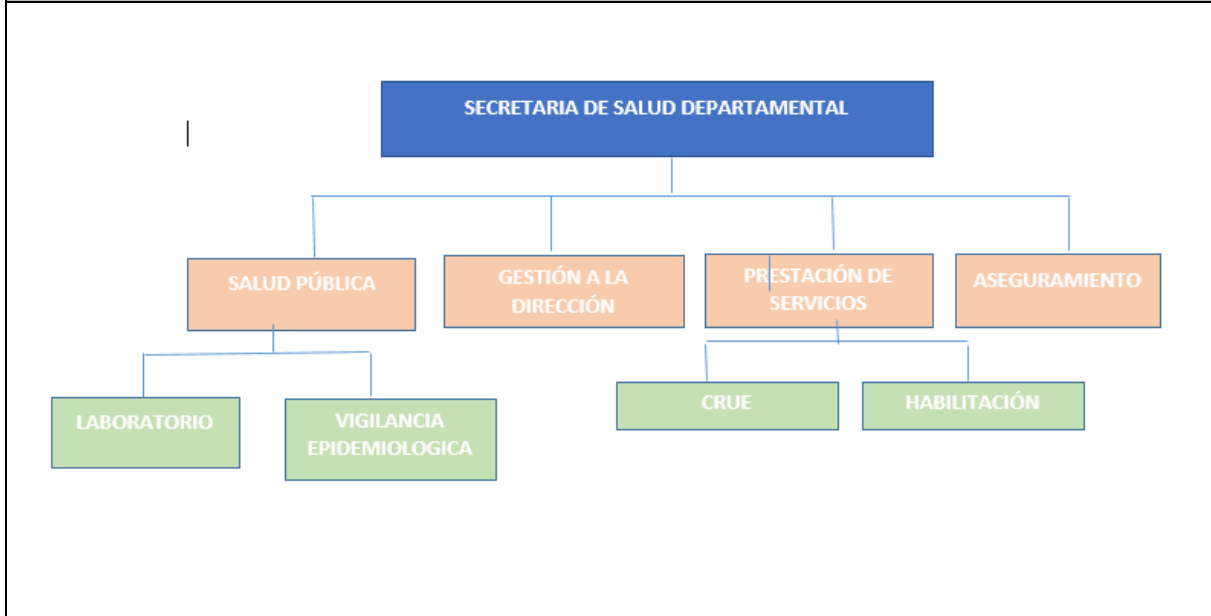 SECRETARIA DE SALUD DEPARTAMENTAL
SALUD PÚBLICA
GESTIÓN A LA
DIRECCIÓN
PRESTACIÓN DE
SERVICIOS
ASEGURAMIENTO
LABORATORIO
VIGILANCIA
EPIDEMIOLOGICA
CRUE
HABILITACIÓN